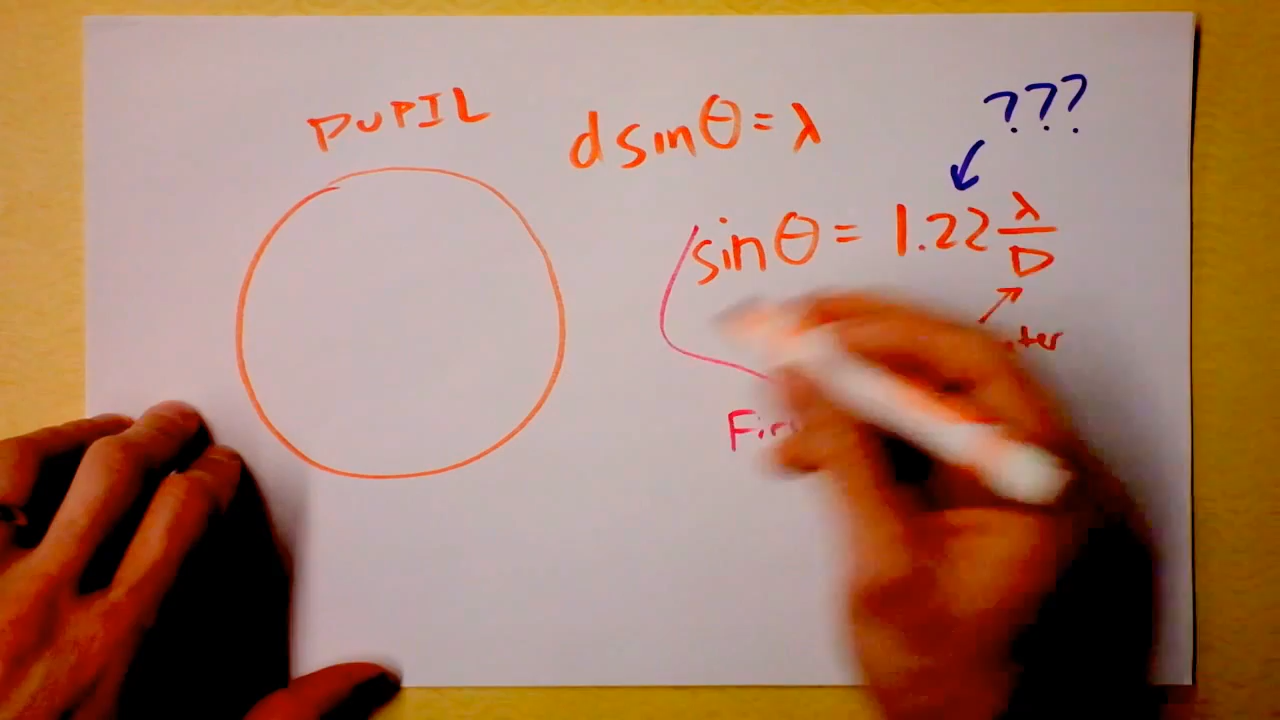 PUPIL
d sin θ = λ
???
sin θ = 1.22 λ/D